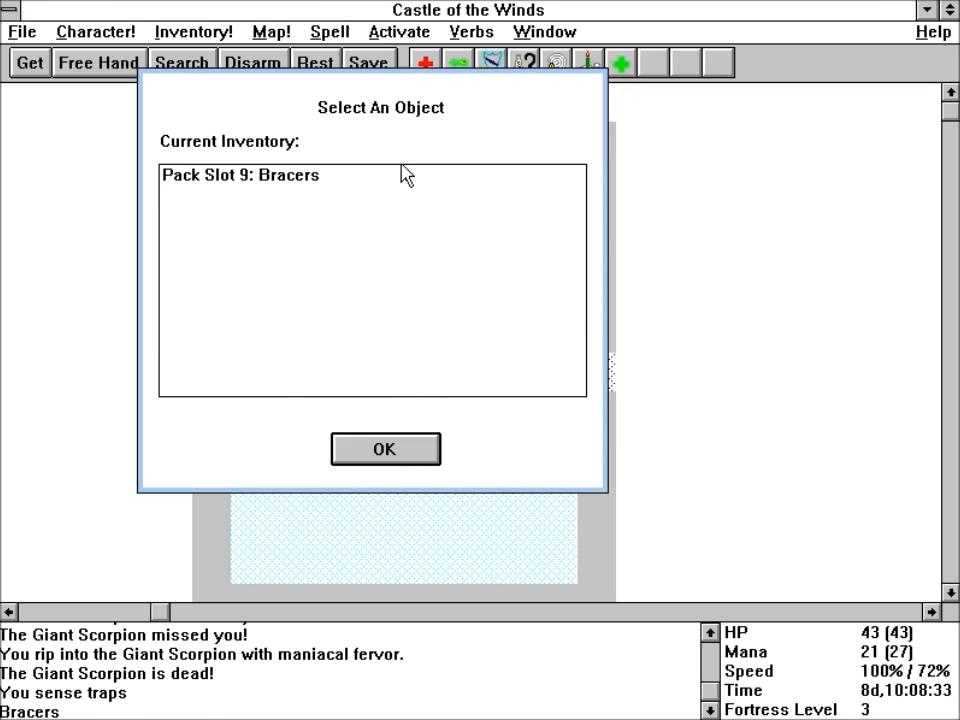 Castle of the Winds
File Character! Inventory! Map! Spell Activate Verbs Window Help
Get Free Hand Search Disarm Rest Save
Select An Object
Current Inventory:
Pack Slot 9: Bracers
OK
The Giant Scorpion missed you!
You rip into the Giant Scorpion with maniacal fervor.
The Giant Scorpion is dead!
You sense traps
Bracers
HP 43 (43)
Mana 21 (27)
Speed 100% / 72%
Time 8d,10:08:33
Fortress Level 3